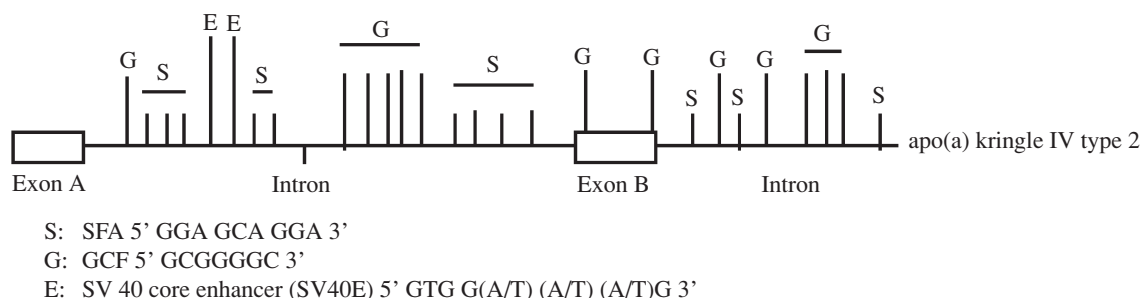 E E
G
G
G
S
S
S
G
G
G
G
S
S
S
apo(a) kringle IV type 2
Exon A
Intron
Exon B
Intron
S: SFA 5’ GGA GCA GGA 3’
G: GCF 5’ GCGGGGC 3’
E: SV 40 core enhancer (SV40E) 5’ GTG G(A/T) (A/T) (A/T)G 3’